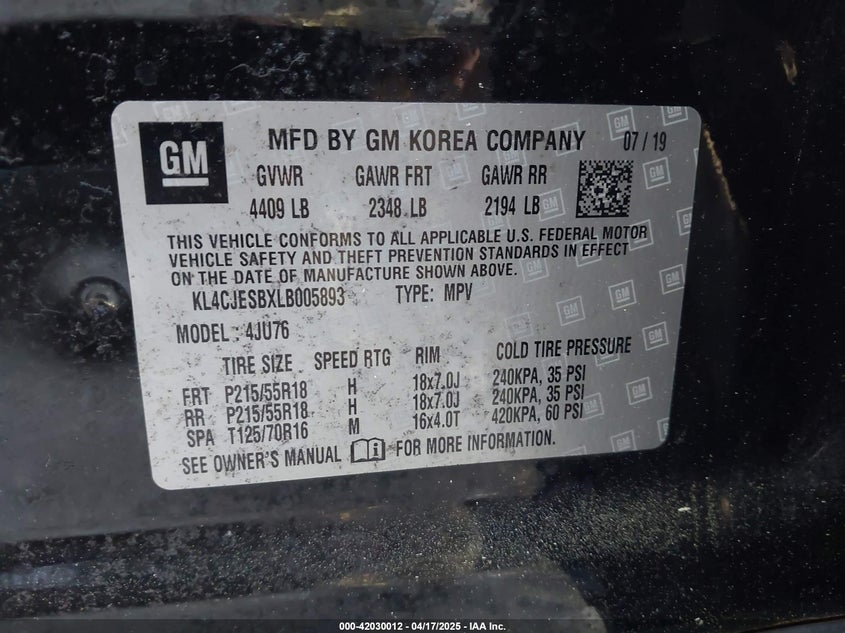 GM
MFD BY GM KOREA COMPANY 07 / 19
GVWR GAWR FRT GAWR RR
4409 LB 2348 LB 2194 LB
THIS VEHICLE CONFORMS TO ALL APPLICABLE U.S. FEDERAL MOTOR
VEHICLE SAFETY AND THEFT PREVENTION STANDARDS IN EFFECT
ON THE DATE OF MANUFACTURE SHOWN ABOVE.
KL4CJESBXLB005893 TYPE: MPV
MODEL : 4JU76
TIRE SIZE SPEED RTG RIM COLD TIRE PRESSURE
FRT P215/55R18 H 18x7.0J 240KPA, 35 PSI
RR P215/55R18 H 18x7.0J 240KPA, 35 PSI
SPA T125/70R16 M 16x4.0T 420KPA, 60 PSI
SEE OWNER'S MANUAL FOR MORE INFORMATION.
000-42030012 - 04/17/2025 - IAA Inc.